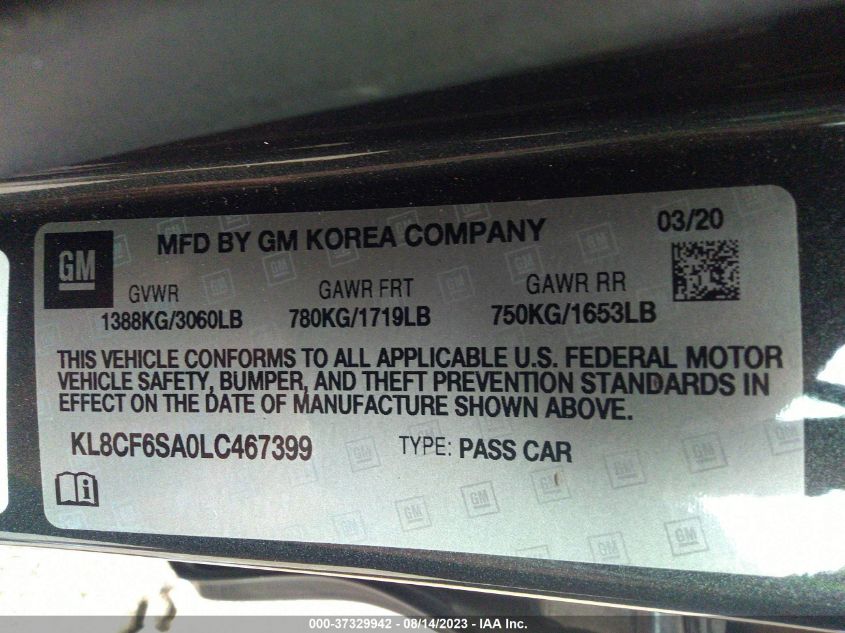 GM
MFD BY GM KOREA COMPANY
03/20
GVWR
GAWR FRT
GAWR RR
1388KG/3060LB
780KG/1719LB
750KG/1653LB
THIS VEHICLE CONFORMS TO ALL APPLICABLE U.S. FEDERAL MOTOR
VEHICLE SAFETY, BUMPER, AND THEFT PREVENTION STANDARDS IN
EFFECT ON THE DATE OF MANUFACTURE SHOWN ABOVE.
KL8CF6SA0LC467399
TYPE: PASS CAR
000-37329942 - 08/14/2023 - IAA Inc.